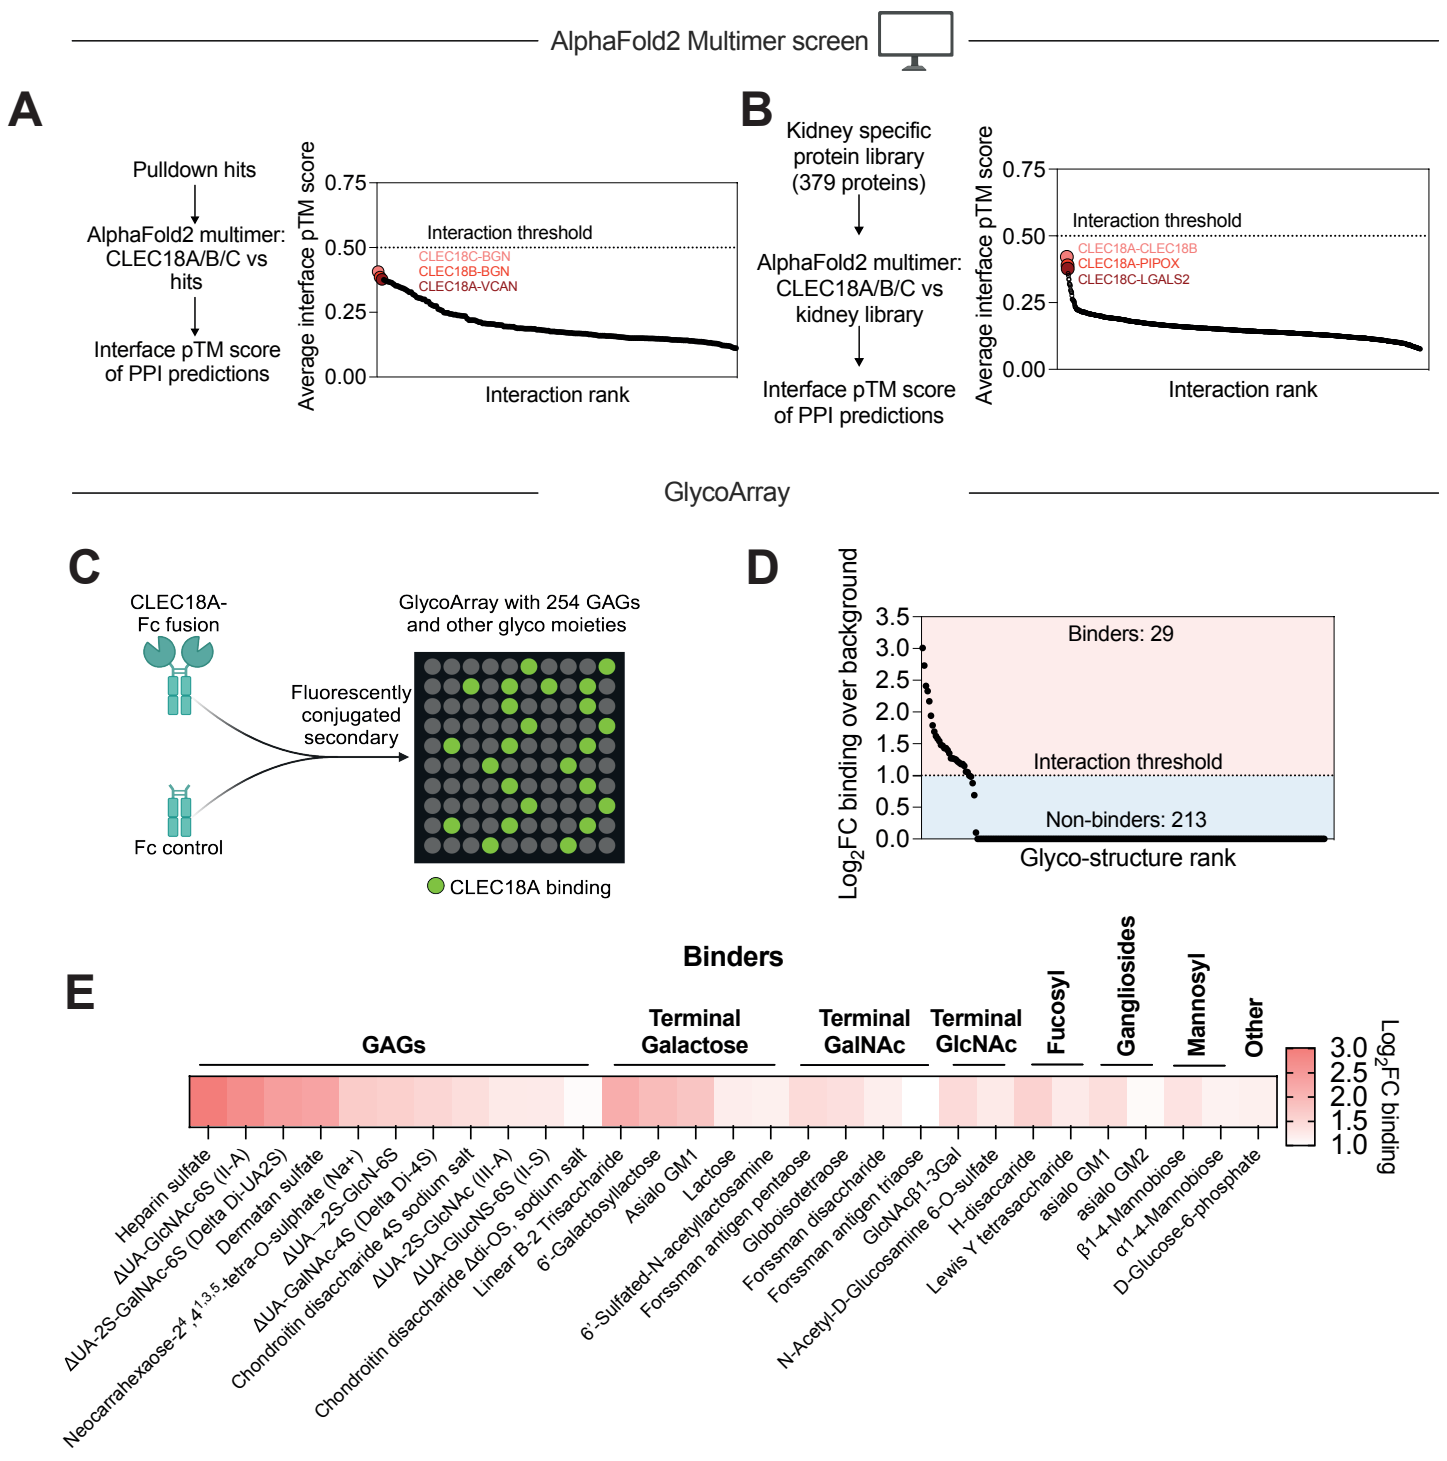 AlphaFold2 Multimer screen
A
Pulldown hits
AlphaFold2 multimer:
CLEC18A/B/C vs
hits
Interface pTM score
of PPI predictions
Average interface pTM score
0.75
0.50
0.25
0.00
Interaction threshold
CLEC18C-BGN
CLEC18B-BGN
CLEC18A-VCAN
Interaction rank
B
Kidney specific
protein library
(379 proteins)
AlphaFold2 multimer:
CLEC18A/B/C vs
kidney library
Interface pTM score
of PPI predictions
Average interface pTM score
0.75
0.50
0.25
0.00
Interaction threshold
CLEC18A-CLEC18B
CLEC18A-PIPOX
CLEC18C-LGALS2
Interaction rank
GlycoArray
C
CLEC18A-
Fc fusion
Fc control
Fluorescently
conjugated
secondary
GlycoArray with 254 GAGs
and other glyco moieties
CLEC18A binding
D
Log2FC binding over background
3.5
3.0
2.5
2.0
1.5
1.0
0.5
0.0
Binders: 29
Interaction threshold
Non-binders: 213
Glyco-structure rank
E
Binders
GAGs
Terminal
Galactose
Terminal
GalNAc
Terminal
GlcNAc
Fucosyl
Gangliosides
Mannosyl
Other
3.0
2.5
2.0
1.5
1.0
Log2FC binding
Heparin sulfate
ΔUA-GlcNAc-6S (II-A)
ΔUA-2S-GalNAc-6S (Delta Di-UA2S)
Dermatan sulfate
Neocarrahexaose-2⁴,4¹·³·⁵-tetra-O-sulphate (Na+)
ΔUA→2S-GlcN-6S
ΔUA-GalNAc-4S (Delta Di-4S)
Chondroitin disaccharide 4S sodium salt
ΔUA-2S-GlcNAc (III-A)
ΔUA-GlucNS-6S (II-S)
Chondroitin disaccharide Δdi-OS, sodium salt
Linear B-2 Trisaccharide
6'-Galactosyllactose
Asialo GM1
Lactose
6'-Sulfated-N-acetyllactosamine
Forssman antigen pentaose
Globoisotetraose
Forssman disaccharide
Forssman antigen triaose
GlcNAcβ1-3Gal
N-Acetyl-D-Glucosamine 6-O-sulfate
H-disaccaride
Lewis Y tetrasaccharide
asialo GM1
asialo GM2
β1-4-Mannobiose
α1-4-Mannobiose
D-Glucose-6-phosphate